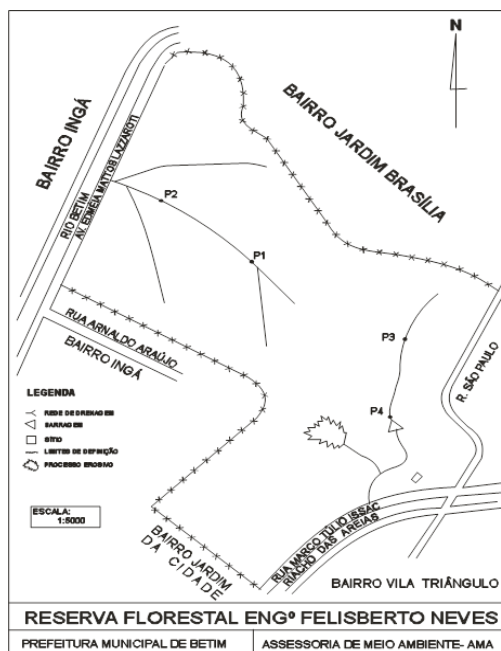 N
BAIRRO INGÁ
RIO BETIM
AV. EDMEIA MATTOS LAZZAROTI
BAIRRO JARDIM BRASÍLIA
P2
P1
RUA ARNALDO ARAÚJO
BAIRRO INGÁ
P3
R. SÃO PAULO
P4
LEGENDA
REDE DE DRENAGEM
BARRAGEM
SÍTIO
LIMITES DE DEFINIÇÃO
PROCESSO EROSIVO
ESCALA:
1:5000
BAIRRO JARDIM
DA CIDADE
RUA MARCO TÚLIO ISSAC
RIACHO DAS AREIAS
BAIRRO VILA TRIÂNGULO
RESERVA FLORESTAL ENGº FELISBERTO NEVES
PREFEITURA MUNICIPAL DE BETIM
ASSESSORIA DE MEIO AMBIENTE- AMA